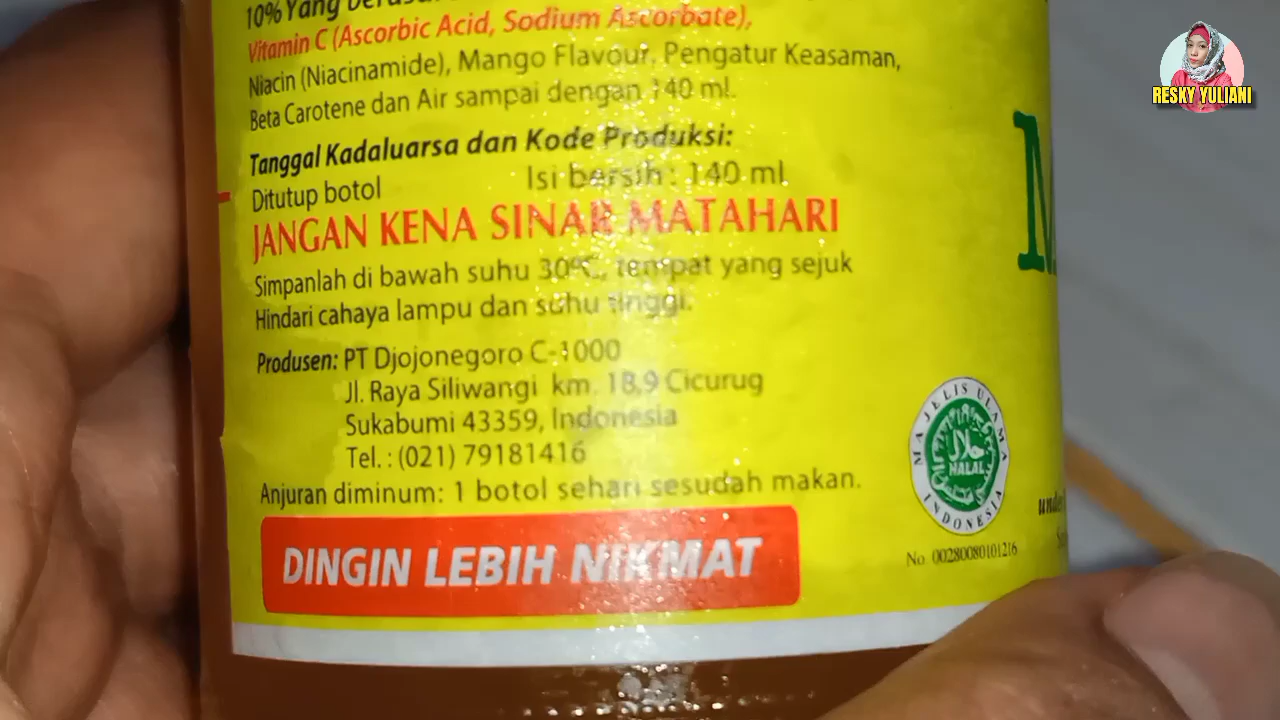 10% Yang
Vitamin C (Ascorbic Acid, Sodium Ascorbate),
Niacin (Niacinamide), Mango Flavour, Pengatur Keasaman,
Beta Carotene dan Air sampai dengan 140 ml.
Tanggal Kadaluarsa dan Kode Produksi:
Ditutup botol Isi bersih : 140 ml
JANGAN KENA SINAR MATAHARI
Simpanlah di bawah suhu 30°C, tempat yang sejuk
Hindari cahaya lampu dan suhu tinggi.
Produsen: PT Djojonegoro C-1000
Jl. Raya Siliwangi km. 18,9 Cicurug
Sukabumi 43359, Indonesia
Tel. : (021) 79181416
Anjuran diminum: 1 botol sehari sesudah makan.
DINGIN LEBIH NIKMAT
MAJELIS ULAMA INDONESIA
حلال
HALAL
No. 00280080101216
RESKY YULIANI